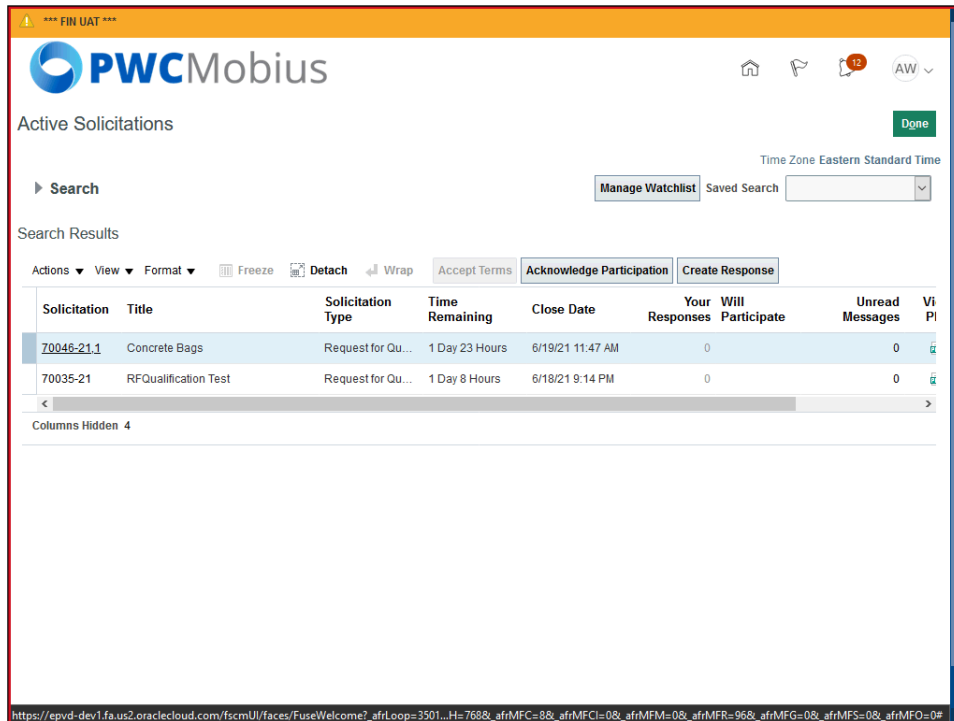 *** FIN UAT ***
PWCMobius
12
AW
Active Solicitations
Done
Time Zone Eastern Standard Time
Search
Manage Watchlist Saved Search
Search Results
Actions View Format Freeze Detach Wrap Accept Terms Acknowledge Participation Create Response
Solicitation Title Solicitation Type Time Remaining Close Date Your Responses Will Participate Unread Messages Vi Pl
70046-21,1 Concrete Bags Request for Qu... 1 Day 23 Hours 6/19/21 11:47 AM 0 0
70035-21 RFQualification Test Request for Qu... 1 Day 8 Hours 6/18/21 9:14 PM 0 0
Columns Hidden 4
https://epvd-dev1.fa.us2.oraclecloud.com/fscmUI/faces/FuseWelcome?_afrLoop=3501...H=768&_afrMFC=8&_afrMFCI=0&_afrMFM=0&_afrMFR=96&_afrMFG=0&_afrMFS=0&_afrMFO=0#